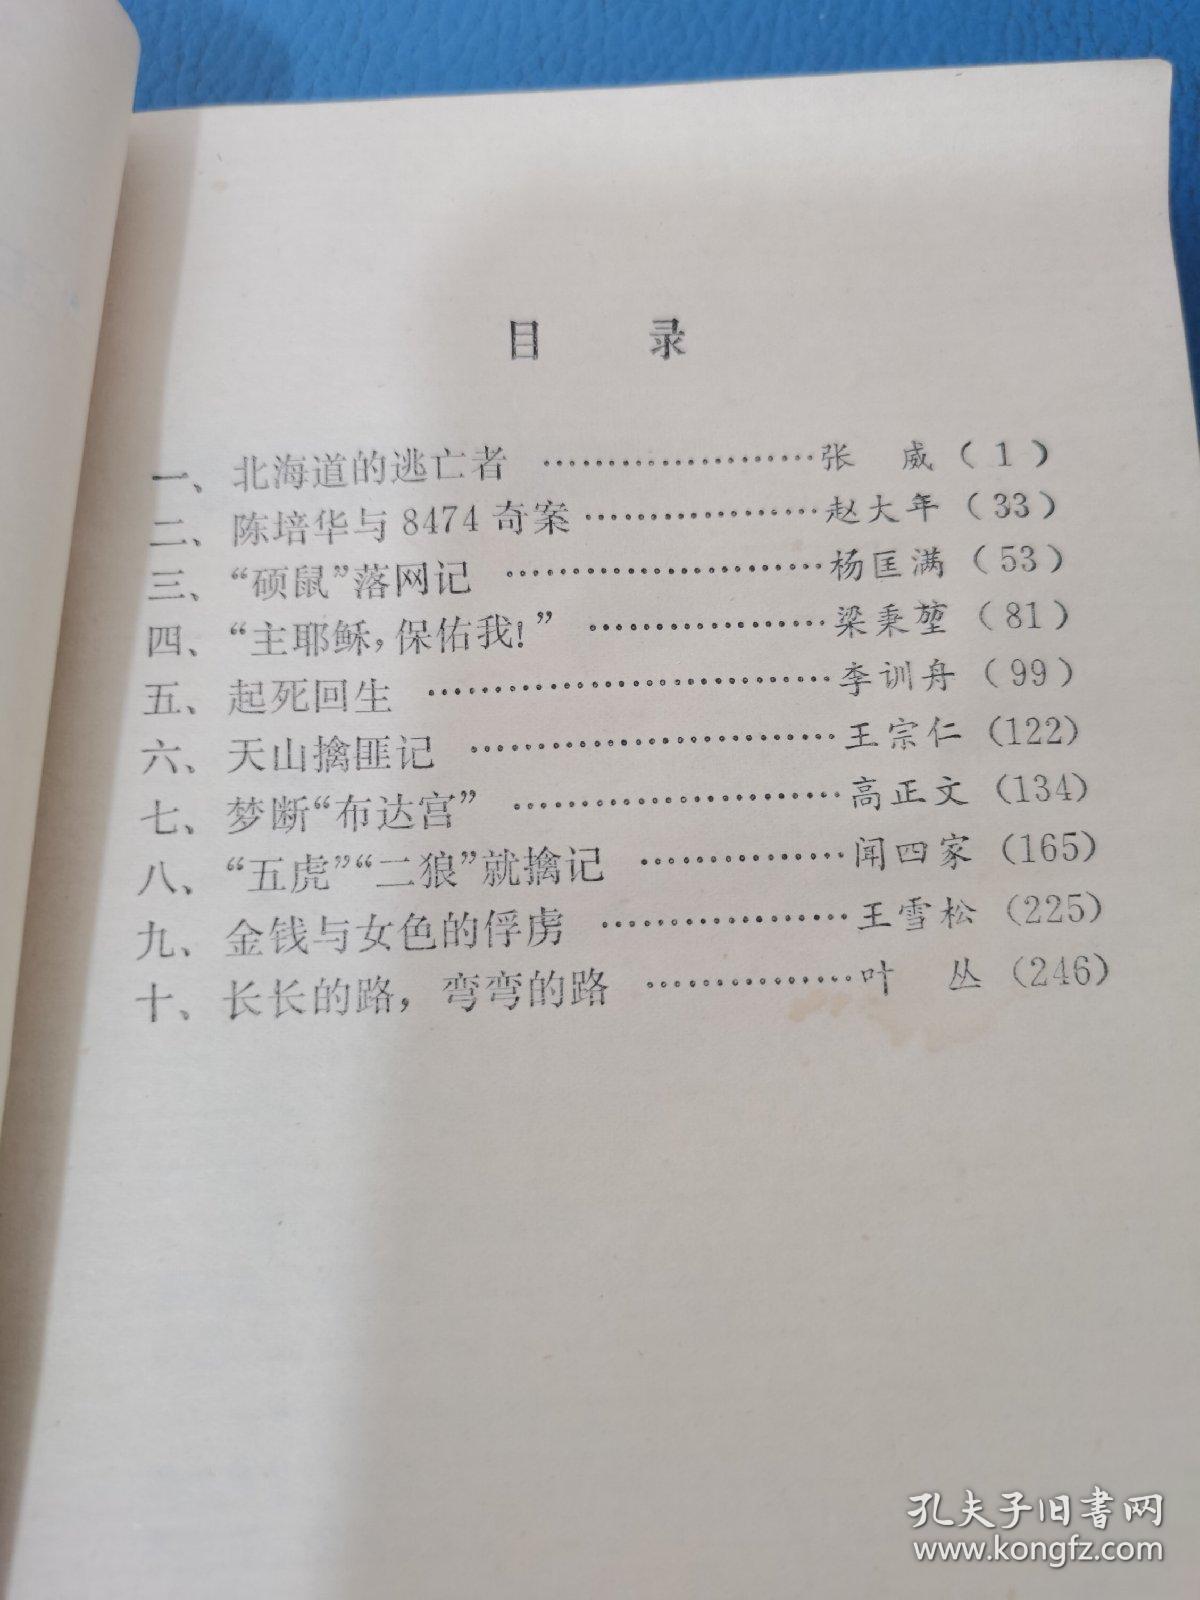 目 录
一、北海道的逃亡者 …………………张 威（1）
二、陈培华与8474奇案………………赵大年（33）
三、“硕鼠”落网记 ……………………杨匡满（53）
四、“主耶稣，保佑我！” ………………梁秉堃（81）
五、起死回生 …………………………李训舟（99）
六、天山擒匪记 ………………………王宗仁（122）
七、梦断“布达宫” ……………………高正文（134）
八、“五虎”“二狼”就擒记 ……………闻四家（165）
九、金钱与女色的俘虏 ………………王雪松（225）
十、长长的路，弯弯的路 ……………叶 丛（246）
孔夫子旧书网
www.kongfz.com